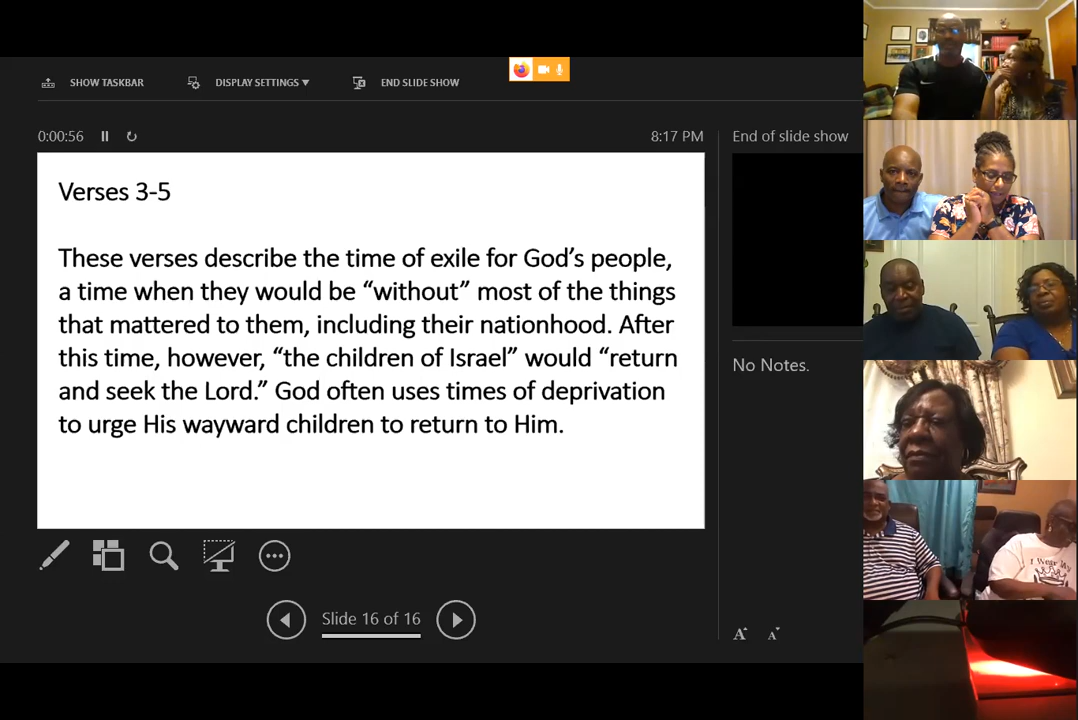 SHOW TASKBAR DISPLAY SETTINGS ▼ END SLIDE SHOW
0:00:56 8:17 PM End of slide show
Verses 3-5
These verses describe the time of exile for God’s people,
a time when they would be “without” most of the things
that mattered to them, including their nationhood. After
this time, however, “the children of Israel” would “return
and seek the Lord.” God often uses times of deprivation
to urge His wayward children to return to Him.
No Notes.
Slide 16 of 16
A A
I Wear My